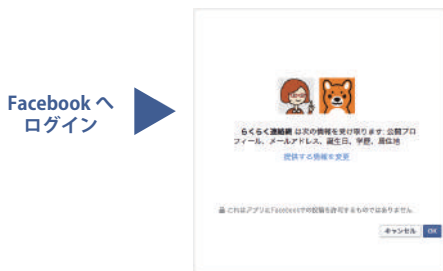 Facebook へ
ログイン
らくらく連絡網 は次の情報を受け取ります: 公開プロ
フィール、メールアドレス、誕生日、学歴、居住地
提供する情報を変更
これはアプリにFacebookでの投稿を許可するものではありません
キャンセル
OK